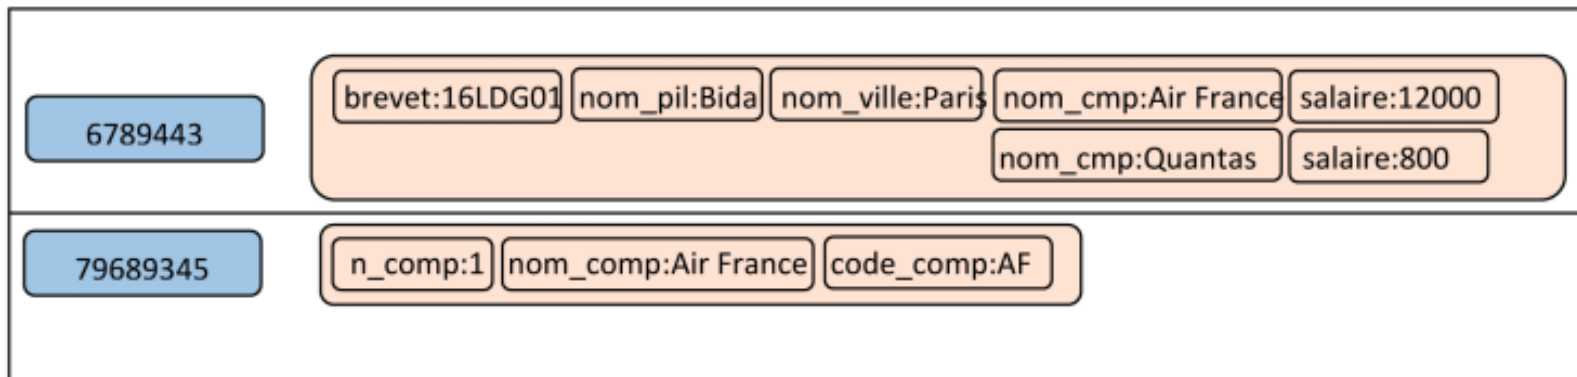 6789443
brevet:16LDG01 nom_pil:Bida nom_ville:Paris nom_cmp:Air France salaire:12000
nom_cmp:Quantas salaire:800
79689345
n_comp:1 nom_comp:Air France code_comp:AF